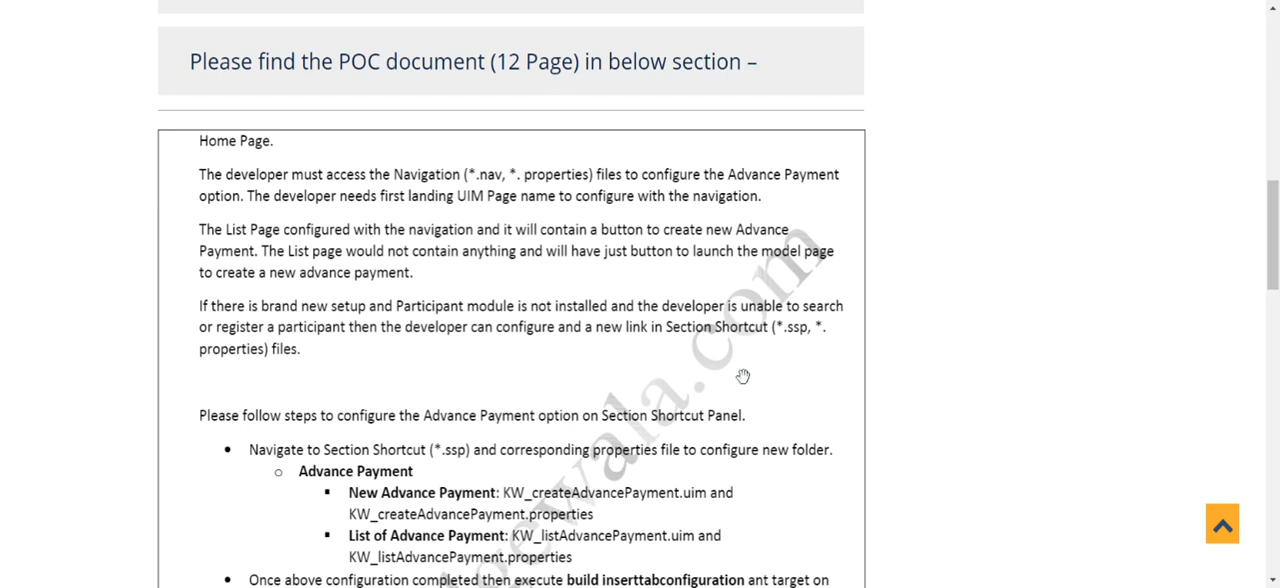 Please find the POC document (12 Page) in below section –
Home Page.
The developer must access the Navigation (*.nav, *. properties) files to configure the Advance Payment
option. The developer needs first landing UIM Page name to configure with the navigation.
The List Page configured with the navigation and it will contain a button to create new Advance
Payment. The List page would not contain anything and will have just button to launch the model page
to create a new advance payment.
If there is brand new setup and Participant module is not installed and the developer is unable to search
or register a participant then the developer can configure and a new link in Section Shortcut (*.ssp, *.
properties) files.
Please follow steps to configure the Advance Payment option on Section Shortcut Panel.
• Navigate to Section Shortcut (*.ssp) and corresponding properties file to configure new folder.
o Advance Payment
▪ New Advance Payment: KW_createAdvancePayment.uim and
KW_createAdvancePayment.properties
▪ List of Advance Payment: KW_listAdvancePayment.uim and
KW_listAdvancePayment.properties
• Once above configuration completed then execute build inserttabconfiguration ant target on
ewala.com